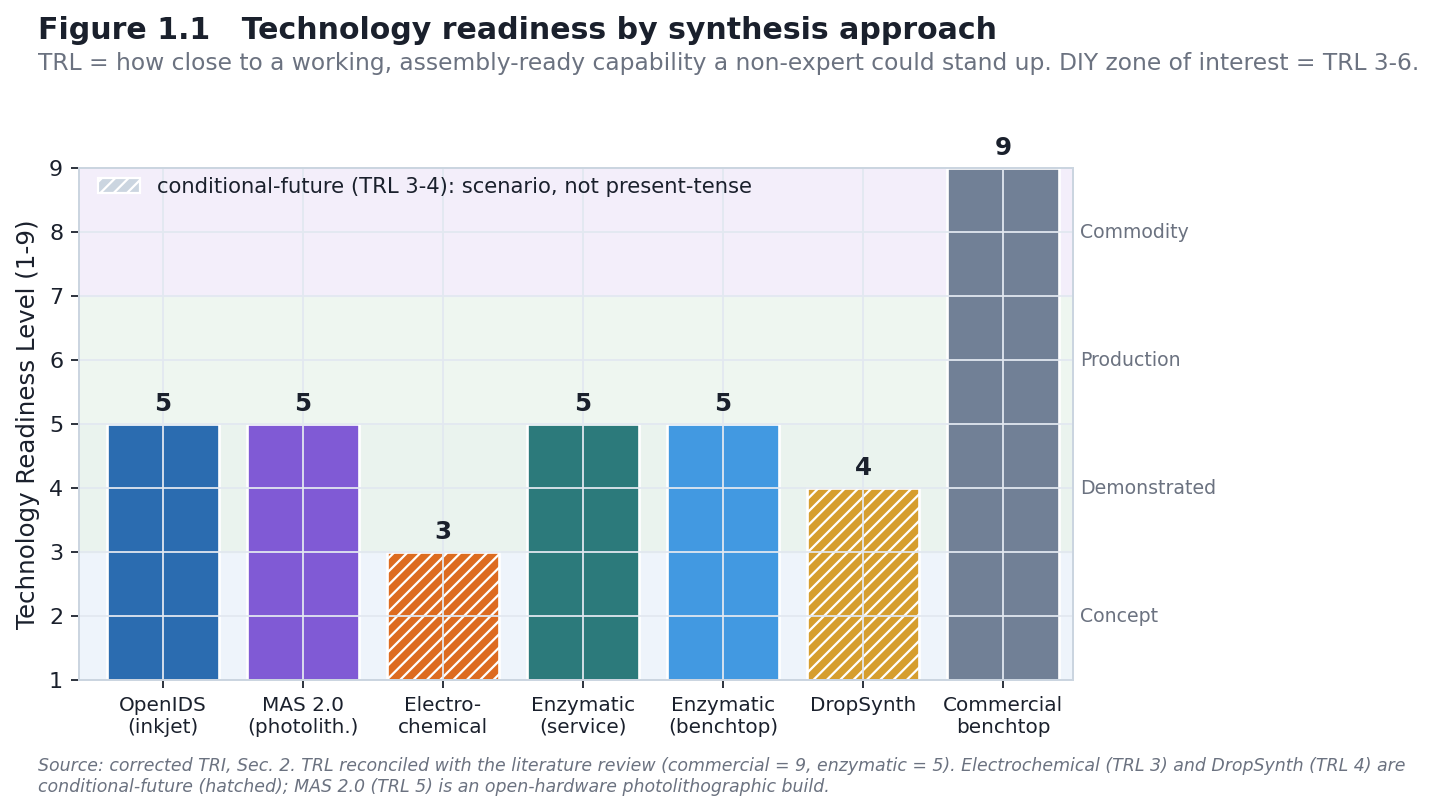 Figure 1.1 Technology readiness by synthesis approach
TRL = how close to a working, assembly-ready capability a non-expert could stand up. DIY zone of interest = TRL 3-6.
9
conditional-future (TRL 3-4): scenario, not present-tense
Technology Readiness Level (1-9)
9
8
7
6
5
4
3
2
1
5
5
3
5
5
4
Commodity
Production
Demonstrated
Concept
OpenIDS
(inkjet)
MAS 2.0
(photolith.)
Electro-
chemical
Enzymatic
(service)
Enzymatic
(benchtop)
DropSynth
Commercial
benchtop
Source: corrected TRI, Sec. 2. TRL reconciled with the literature review (commercial = 9, enzymatic = 5). Electrochemical (TRL 3) and DropSynth (TRL 4) are
conditional-future (hatched); MAS 2.0 (TRL 5) is an open-hardware photolithographic build.